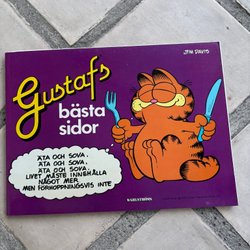 JIM DAVIS
Gustafs
bästa
sidor
ÄTA OCH SOVA.
ÄTA OCH SOVA.
ÄTA OCH SOVA.
LIVET MÅSTE INNEHÅLLA
NÅGOT MER
MEN FÖRHOPPNINGSVIS INTE